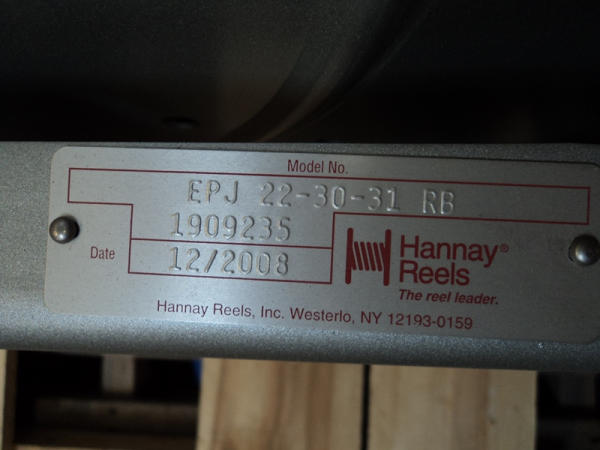 Model No.
EPJ 22-30-31 RB
1909235
Date 12/2008
Hannay®
Reels
The reel leader.
Hannay Reels, Inc. Westerlo, NY 12193-0159